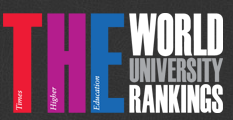 THE
Times
Higher
Education
WORLD
UNIVERSITY
RANKINGS